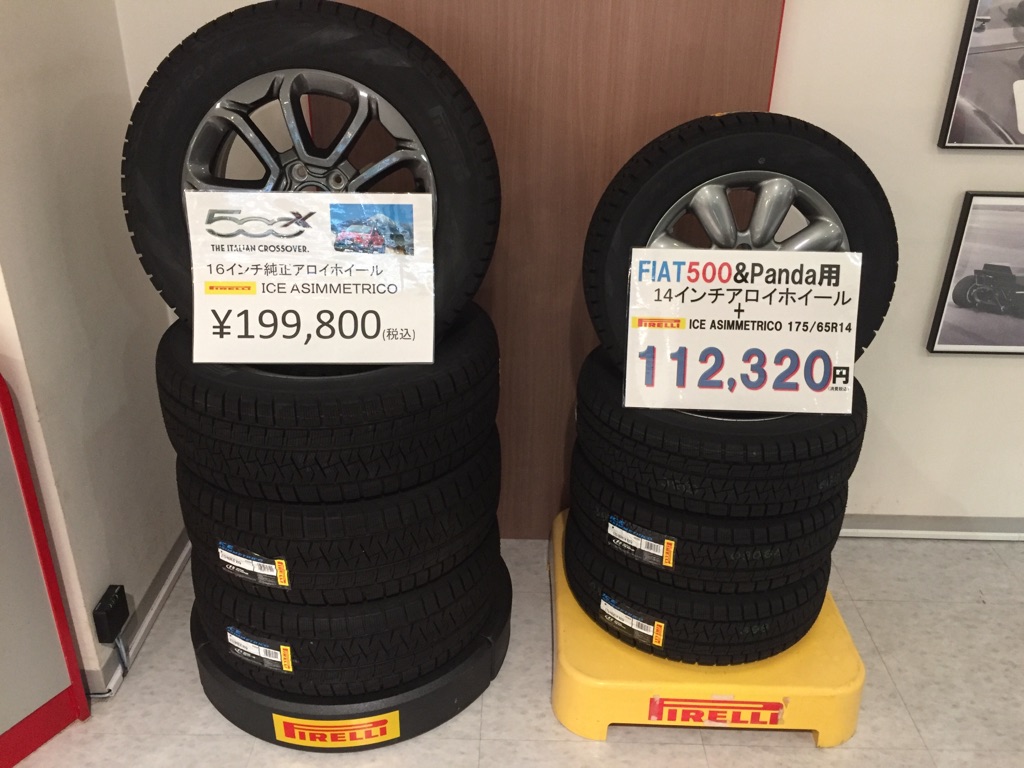 500X
THE ITALIAN CROSSOVER.
16インチ純正アロイホイール
PIRELLI ICE ASIMMETRICO
¥199,800(税込)
PIRELLI
FIAT500&Panda用
14インチアロイホイール
+
PIRELLI ICE ASIMMETRICO 175/65R14
112,320円
PIRELLI